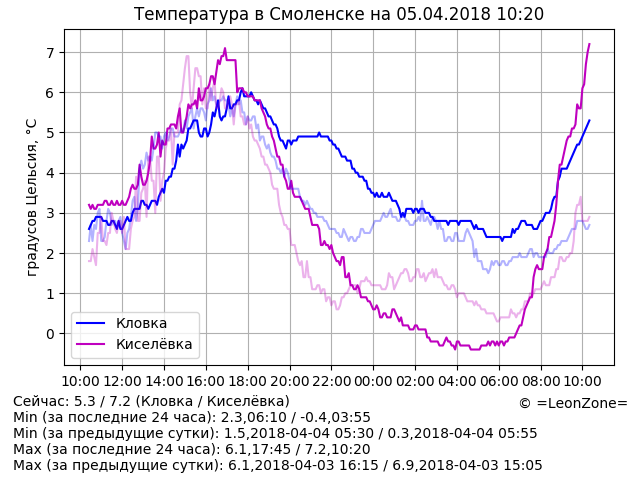 Температура в Смоленске на 05.04.2018 10:20
градусов Цельсия, °C
7
6
5
4
3
2
1
0
Кловка
Киселёвка
10:00 12:00 14:00 16:00 18:00 20:00 22:00 00:00 02:00 04:00 06:00 08:00 10:00
Сейчас: 5.3 / 7.2 (Кловка / Киселёвка)
© =LeonZone=
Min (за последние 24 часа): 2.3,06:10 / -0.4,03:55
Min (за предыдущие сутки): 1.5,2018-04-04 05:30 / 0.3,2018-04-04 05:55
Max (за последние 24 часа): 6.1,17:45 / 7.2,10:20
Max (за предыдущие сутки): 6.1,2018-04-03 16:15 / 6.9,2018-04-03 15:05